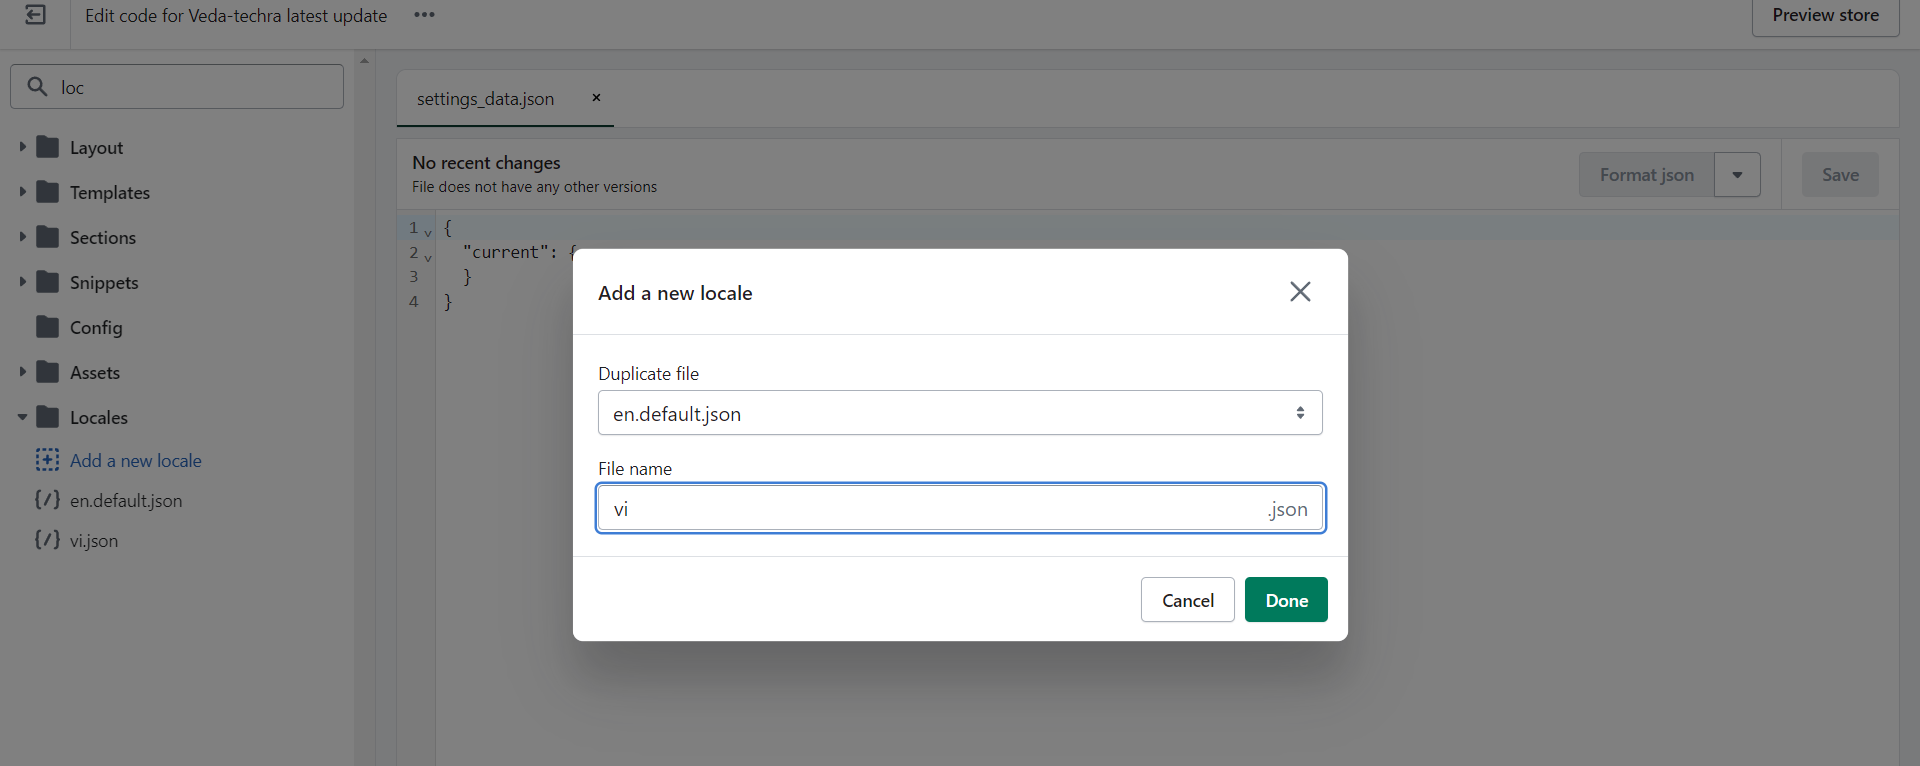 Edit code for Veda-techra latest update •••
Preview store
loc
Layout
Templates
Sections
Snippets
Config
Assets
Locales
Add a new locale
{/} en.default.json
{/} vi.json
settings_data.json ×
No recent changes
File does not have any other versions
Format json
Save
1 {
2 "current": {
3 }
4 }
Add a new locale
Duplicate file
en.default.json
File name
vi .json
Cancel
Done